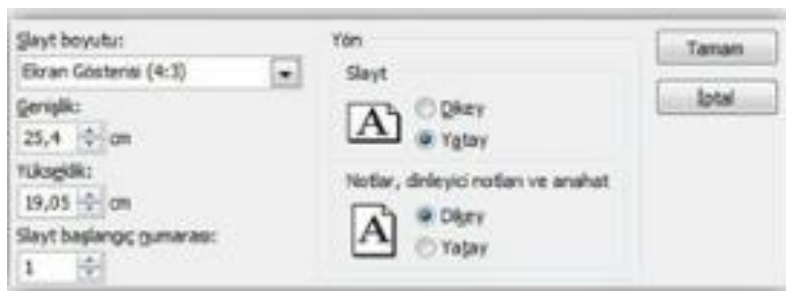 Slayt boyutu:
Ekran Gösterisi (4:3)
Genişlik:
25,4 cm
Yükseklik:
19,05 cm
Slayt başlangıç numarası:
1
Yön
Slayt
A
Dikey
Yatay
Notlar, dinleyici notları ve anahat
A
Dikey
Yatay
Tamam
İptal